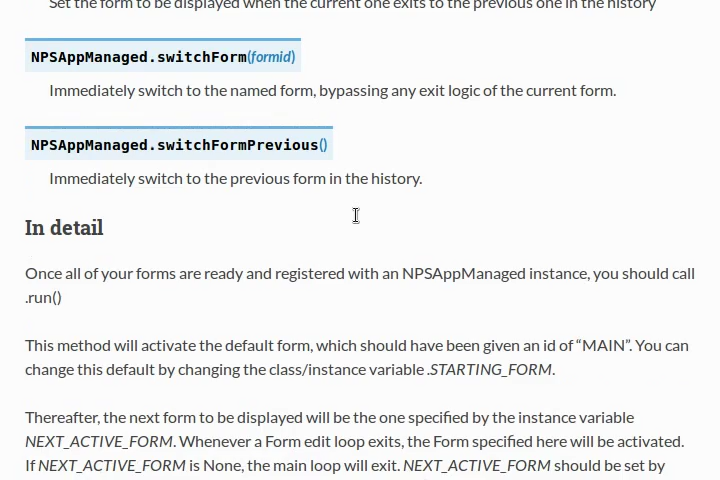 Set the form to be displayed when the current one exits to the previous one in the history
NPSAppManaged.switchForm(formid)
Immediately switch to the named form, bypassing any exit logic of the current form.
NPSAppManaged.switchFormPrevious()
Immediately switch to the previous form in the history.
In detail
Once all of your forms are ready and registered with an NPSAppManaged instance, you should call
.run()
This method will activate the default form, which should have been given an id of “MAIN”. You can
change this default by changing the class/instance variable .STARTING_FORM.
Thereafter, the next form to be displayed will be the one specified by the instance variable
NEXT_ACTIVE_FORM. Whenever a Form edit loop exits, the Form specified here will be activated.
If NEXT_ACTIVE_FORM is None, the main loop will exit. NEXT_ACTIVE_FORM should be set by